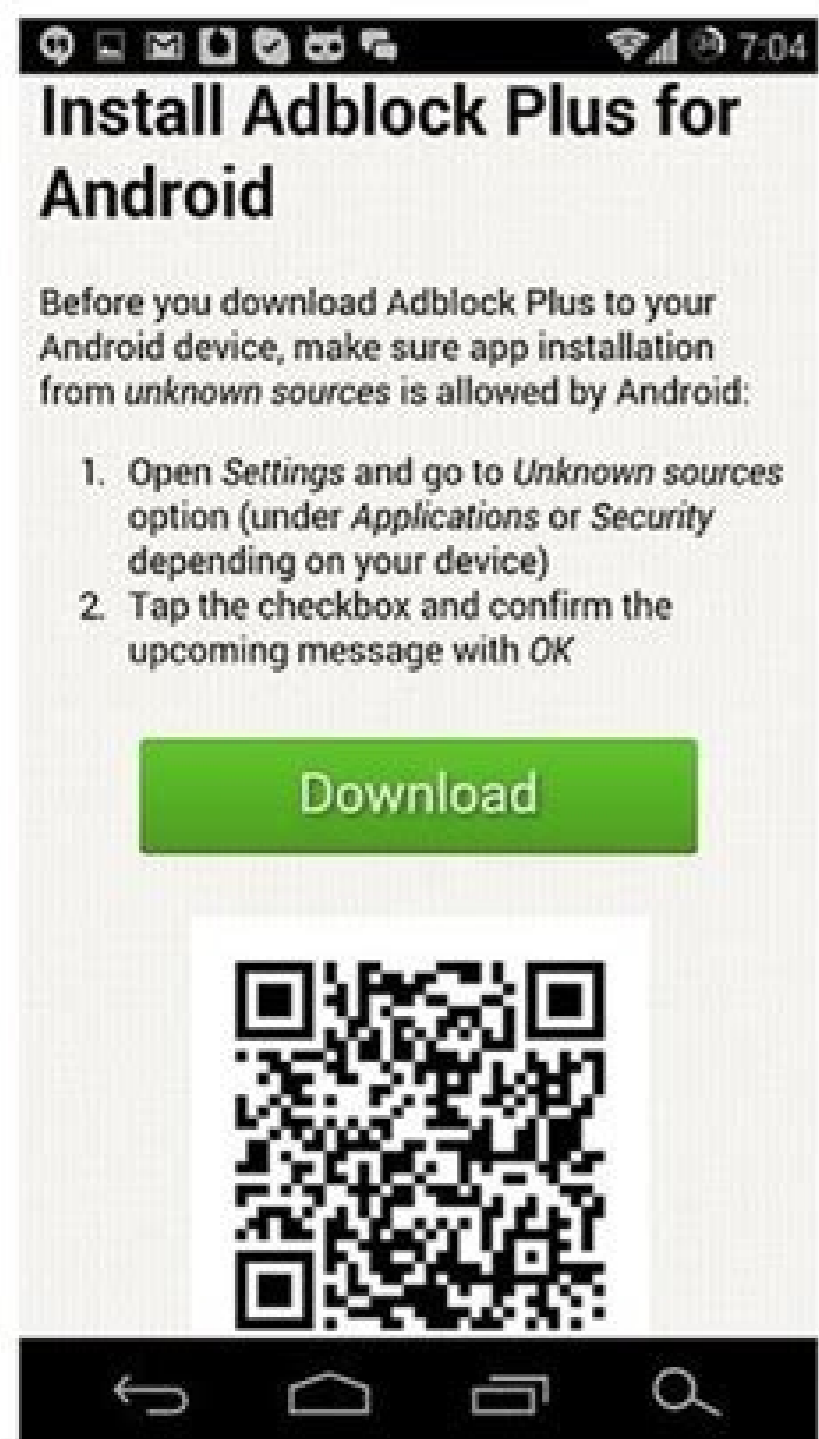 7:04
Install Adblock Plus for
Android
Before you download Adblock Plus to your
Android device, make sure app installation
from unknown sources is allowed by Android:
1. Open Settings and go to Unknown sources
option (under Applications or Security
depending on your device)
2. Tap the checkbox and confirm the
upcoming message with OK
Download